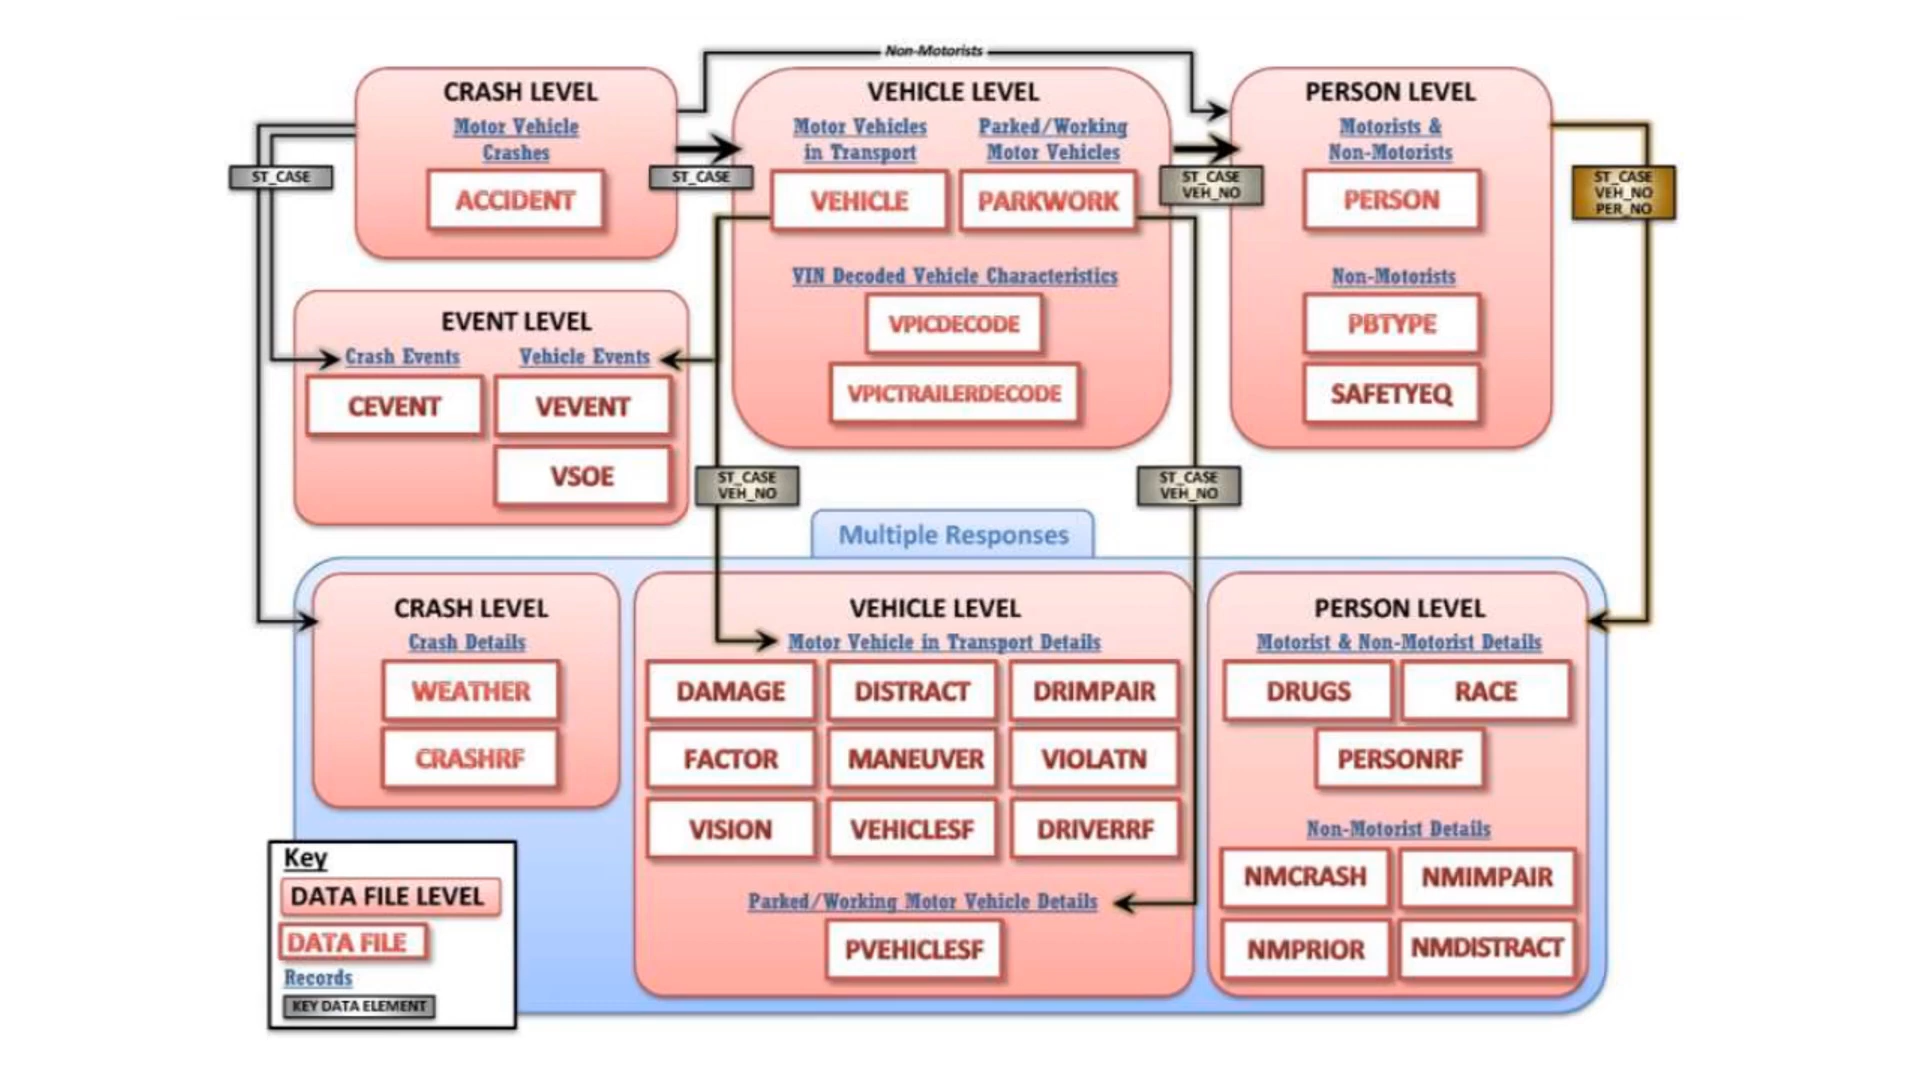 Non-Motorists
CRASH LEVEL
Motor Vehicle
Crashes
ACCIDENT
ST_CASE
ST_CASE
VEHICLE LEVEL
Motor Vehicles
in Transport
VEHICLE
Parked/Working
Motor Vehicles
PARKWORK
VIN Decoded Vehicle Characteristics
VPICDECODE
VPICTRAILERDECODE
ST_CASE
VEH_NO
PERSON LEVEL
Motorists &
Non-Motorists
PERSON
Non-Motorists
PBTYPE
SAFETYEQ
ST_CASE
VEH_NO
PER_NO
EVENT LEVEL
Crash Events
CEVENT
Vehicle Events
VEVENT
VSOE
ST_CASE
VEH_NO
ST_CASE
VEH_NO
Multiple Responses
CRASH LEVEL
Crash Details
WEATHER
CRASHRF
VEHICLE LEVEL
Motor Vehicle in Transport Details
DAMAGE
DISTRACT
DRIMPAIR
FACTOR
MANEUVER
VIOLATN
VISION
VEHICLESF
DRIVERRF
Parked/Working Motor Vehicle Details
PVEHICLESF
PERSON LEVEL
Motorist & Non-Motorist Details
DRUGS
RACE
PERSONRF
Non-Motorist Details
NMCRASH
NMIMPAIR
NMPRIOR
NMDISTRACT
Key
DATA FILE LEVEL
DATA FILE
Records
KEY DATA ELEMENT